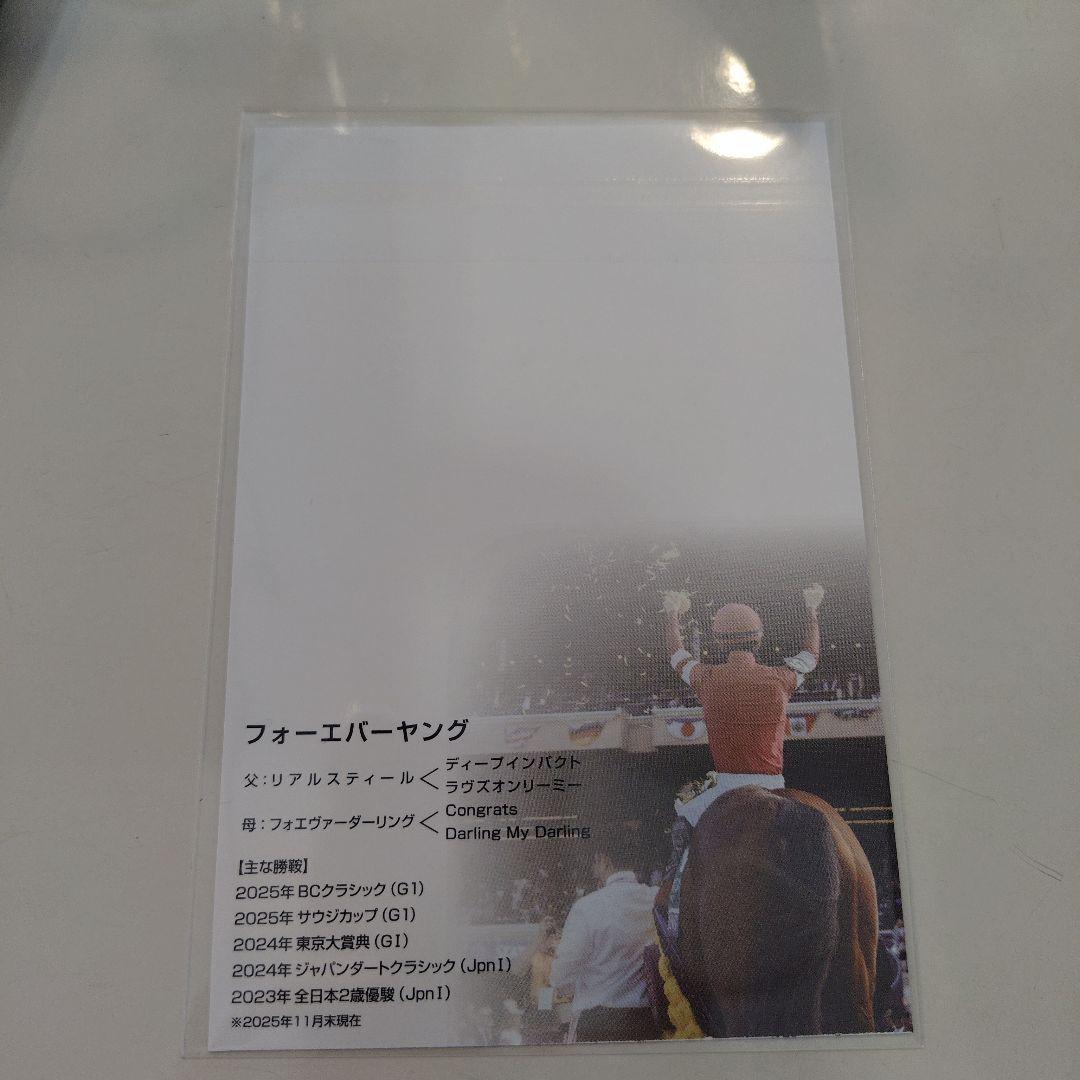 フォーエバーヤング
父：リアルスティール＜ディープインパクト
ラヴズオンリーミー
母：フォエヴァーダーリング＜Congrats
Darling My Darling
【主な勝鞍】
2025年 BCクラシック（G1）
2025年 サウジカップ（G1）
2024年 東京大賞典（GⅠ）
2024年 ジャパンダートクラシック（JpnⅠ）
2023年 全日本2歳優駿（JpnⅠ）
※2025年11月末現在